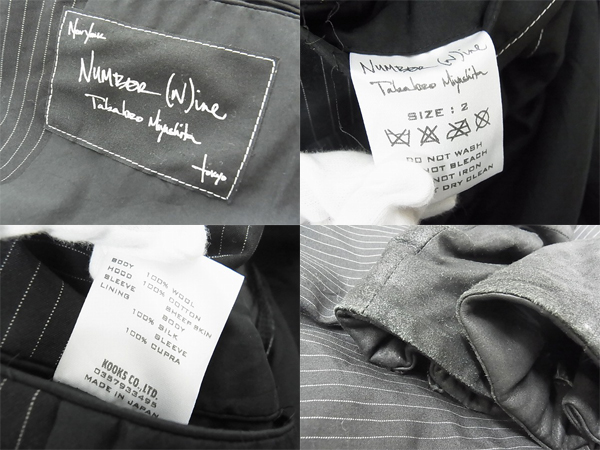 New York
NUMBER (N)ine
Takahiro Miyashita
tokyo
NUMBER (N)ine
Takahiro Miyashita
SIZE : 2
DO NOT WASH
NOT BLEACH
NOT IRON
DRY CLEAN
BODY 100% WOOL
HOOD 100% COTTON
SLEEVE SHEEP SKIN
LINING BODY
100% SILK
SLEEVE
100% CUPRA
KOOKS CO.,LTD.
0357933495
MADE IN JAPAN